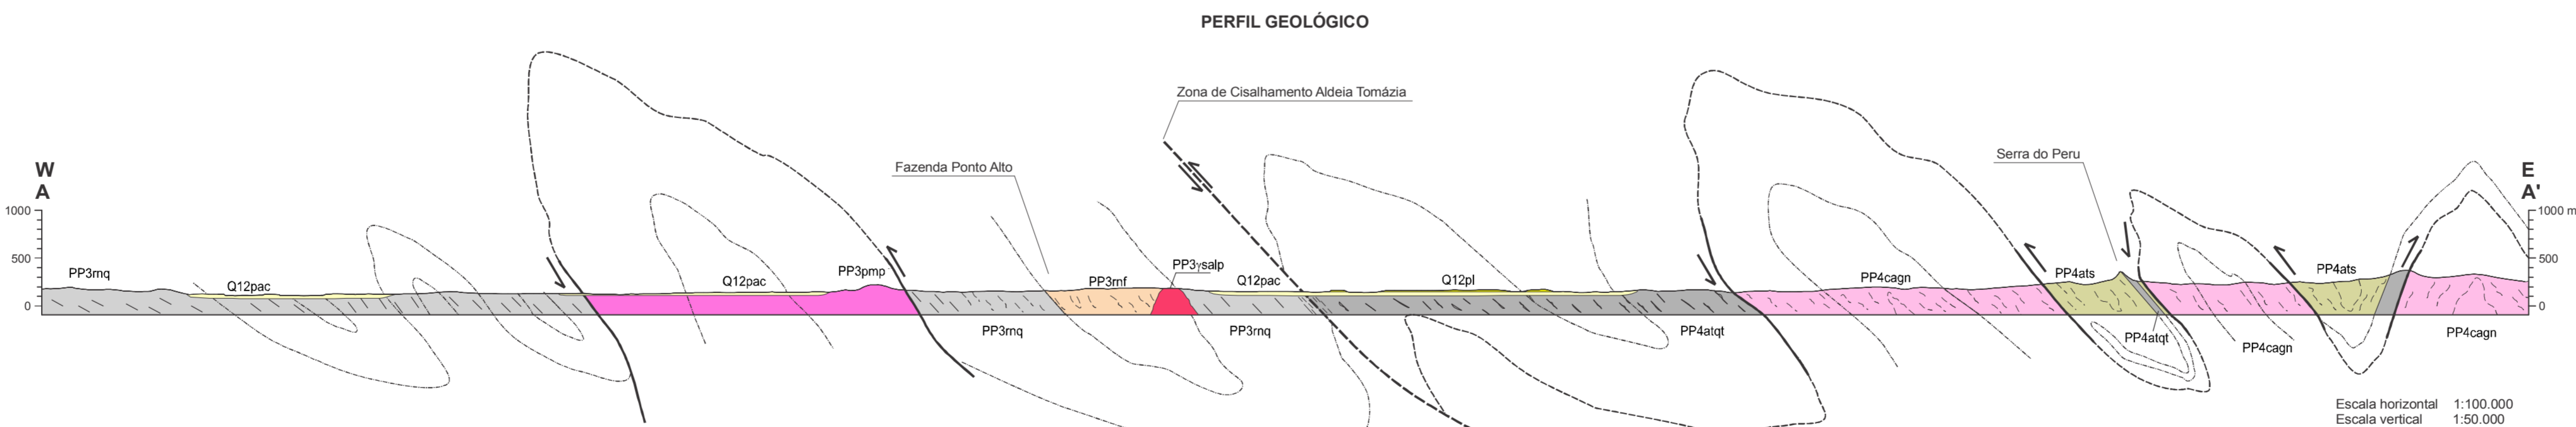 PERFIL GEOLÓGICO
Zona de Cisalhamento Aldeia Tomázia
Serra do Peru
Fazenda Ponto Alto
W
A
E
A'
1000
500
0
1000 m
500
0
PP3rnq
Q12pac
Q12pac
PP3pmp
PP3rnf
PP3γsalp
Q12pac
Q12pl
PP4cagn
PP4ats
PP4ats
PP3rnq
PP3rnq
PP4atqt
PP4atqt
PP4cagn
PP4cagn
Escala horizontal 1:100.000
Escala vertical 1:50.000